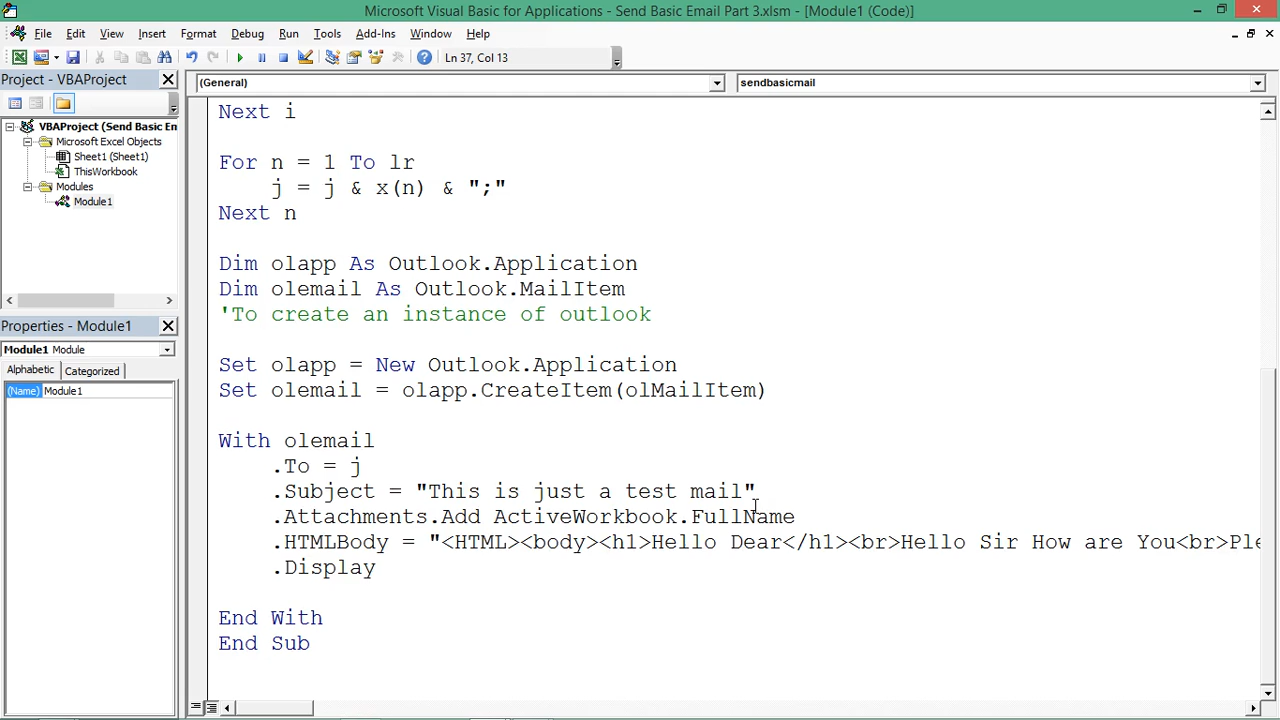 Microsoft Visual Basic for Applications - Send Basic Email Part 3.xlsm - [Module1 (Code)]
File Edit View Insert Format Debug Run Tools Add-Ins Window Help
Ln 37, Col 13
Project - VBAProject
(General)
sendbasicmail
VBAProject (Send Basic En
Microsoft Excel Objects
Sheet1 (Sheet1)
ThisWorkbook
Modules
Module1
Properties - Module1
Module1 Module
Alphabetic Categorized
(Name) Module1
Next i
For n = 1 To lr
j = j & x(n) & ";"
Next n
Dim olapp As Outlook.Application
Dim olemail As Outlook.MailItem
'To create an instance of outlook
Set olapp = New Outlook.Application
Set olemail = olapp.CreateItem(olMailItem)
With olemail
.To = j
.Subject = "This is just a test mail"
.Attachments.Add ActiveWorkbook.FullName
.HTMLBody = "<HTML><body><h1>Hello Dear</h1><br>Hello Sir How are You<br>Ple
.Display
End With
End Sub